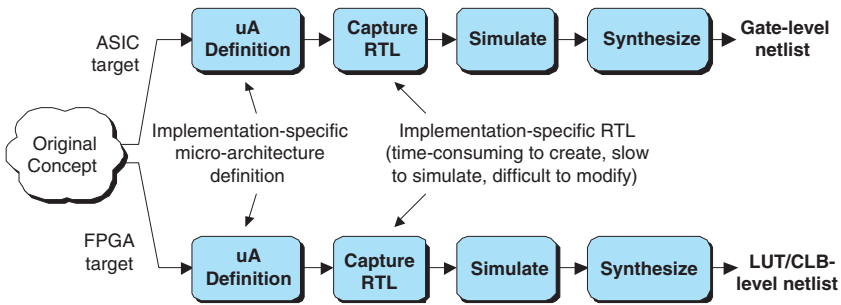 ASIC
target
uA
Definition
Capture
RTL
Simulate
Synthesize
Gate-level
netlist
Original
Concept
Implementation-specific
micro-architecture
definition
Implementation-specific RTL
(time-consuming to create, slow
to simulate, difficult to modify)
FPGA
target
uA
Definition
Capture
RTL
Simulate
Synthesize
LUT/CLB-
level netlist